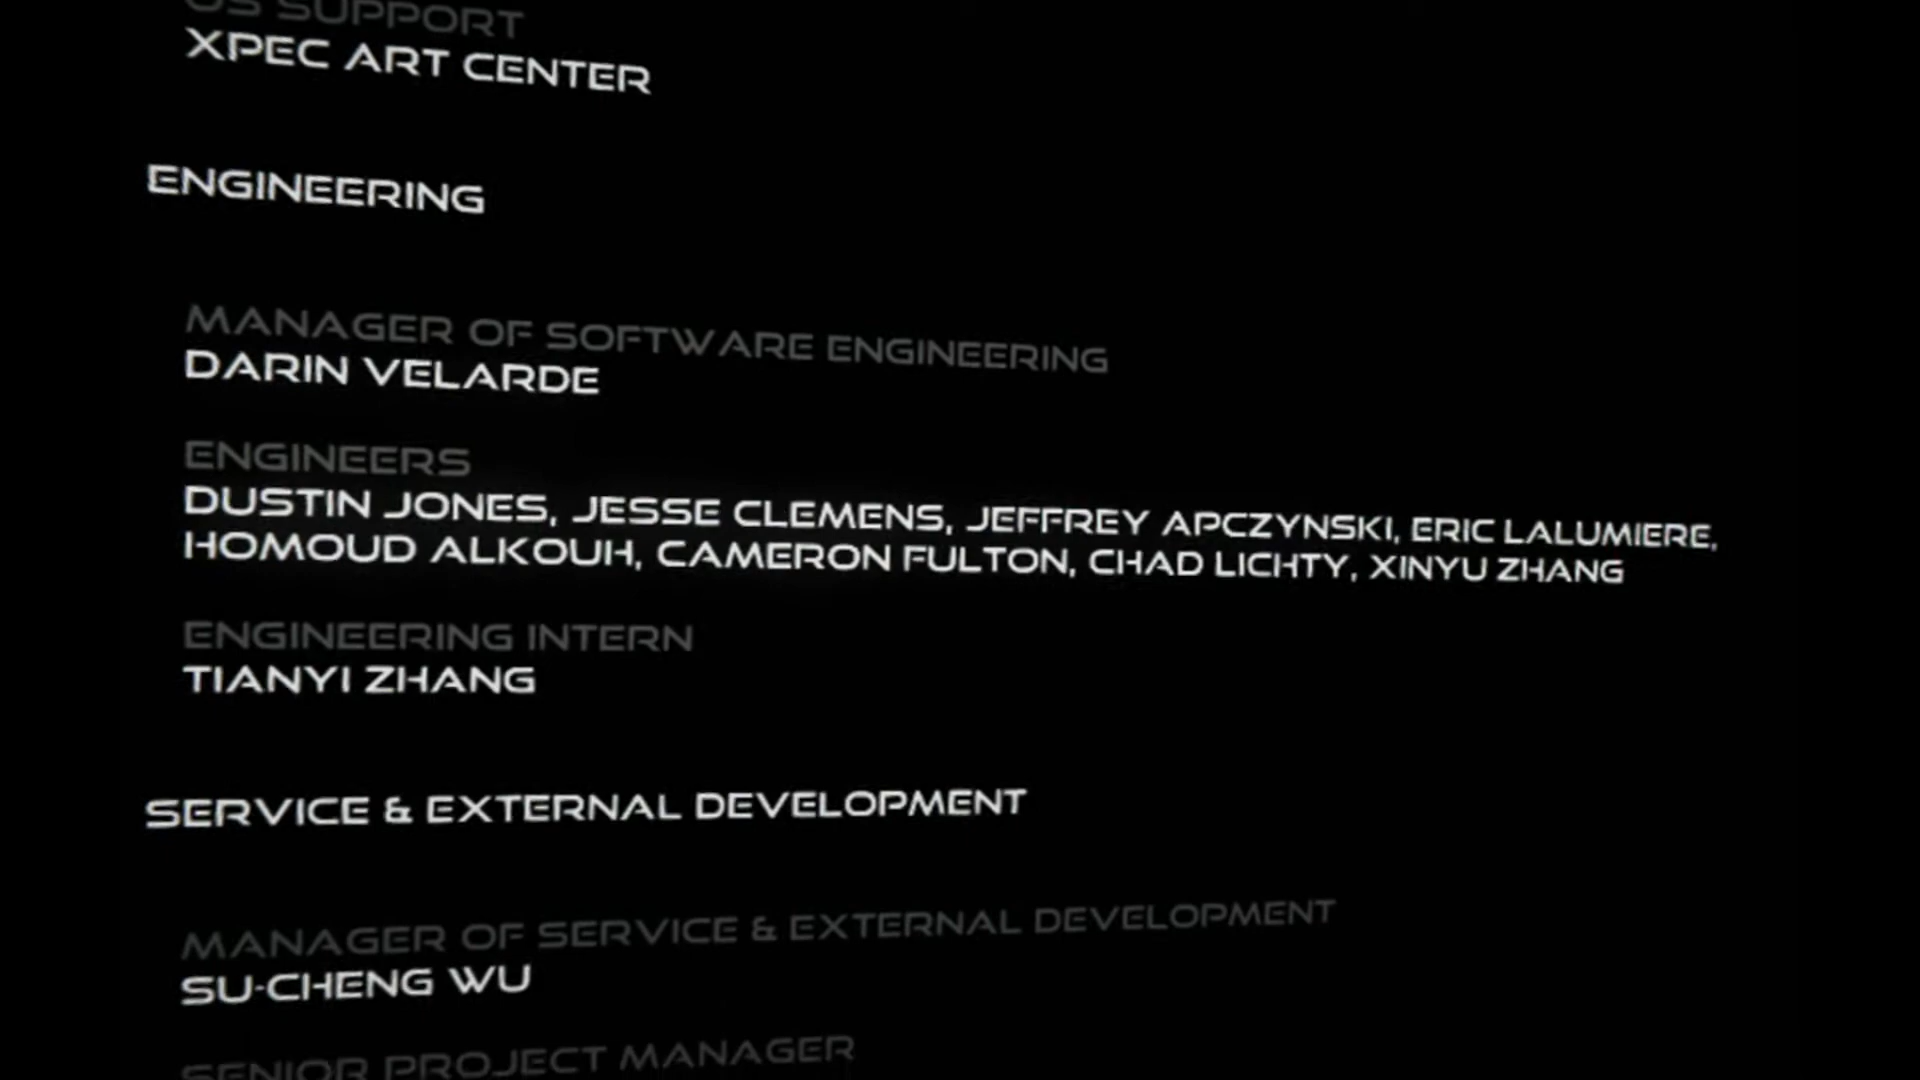 SUPPORT
XPEC ART CENTER
ENGINEERING
MANAGER OF SOFTWARE ENGINEERING
DARIN VELARDE
ENGINEERS
DUSTIN JONES, JESSE CLEMENS, JEFFREY APCZYNSKI, ERIC LALUMIERE,
HOMOUD ALKOUH, CAMERON FULTON, CHAD LICHTY, XINYU ZHANG
ENGINEERING INTERN
TIANYI ZHANG
SERVICE & EXTERNAL DEVELOPMENT
MANAGER OF SERVICE & EXTERNAL DEVELOPMENT
SU-CHENG WU
SENIOR PROJECT MANAGER